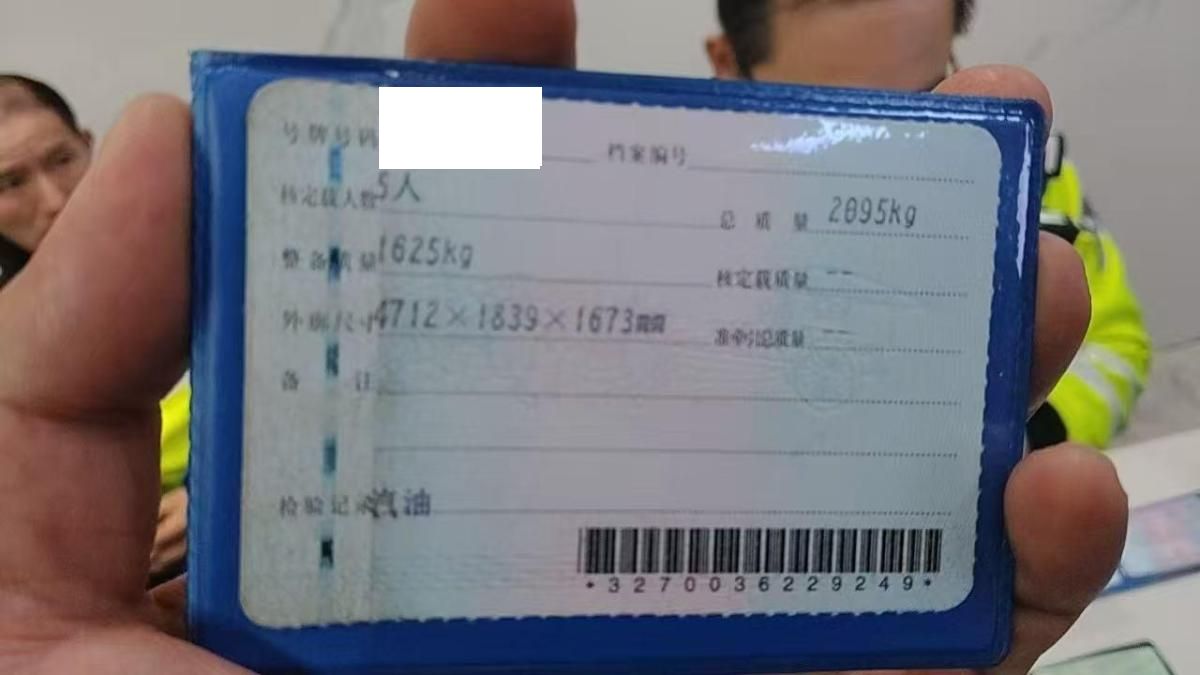 号牌号码 档案编号
核定载人数 5人 总质量 2095kg
整备质量 1625kg 核定载质量 --
外廓尺寸 4712×1839×1673mm 准牵引总质量 --
备注
检验记录 汽油
*3270036229249*